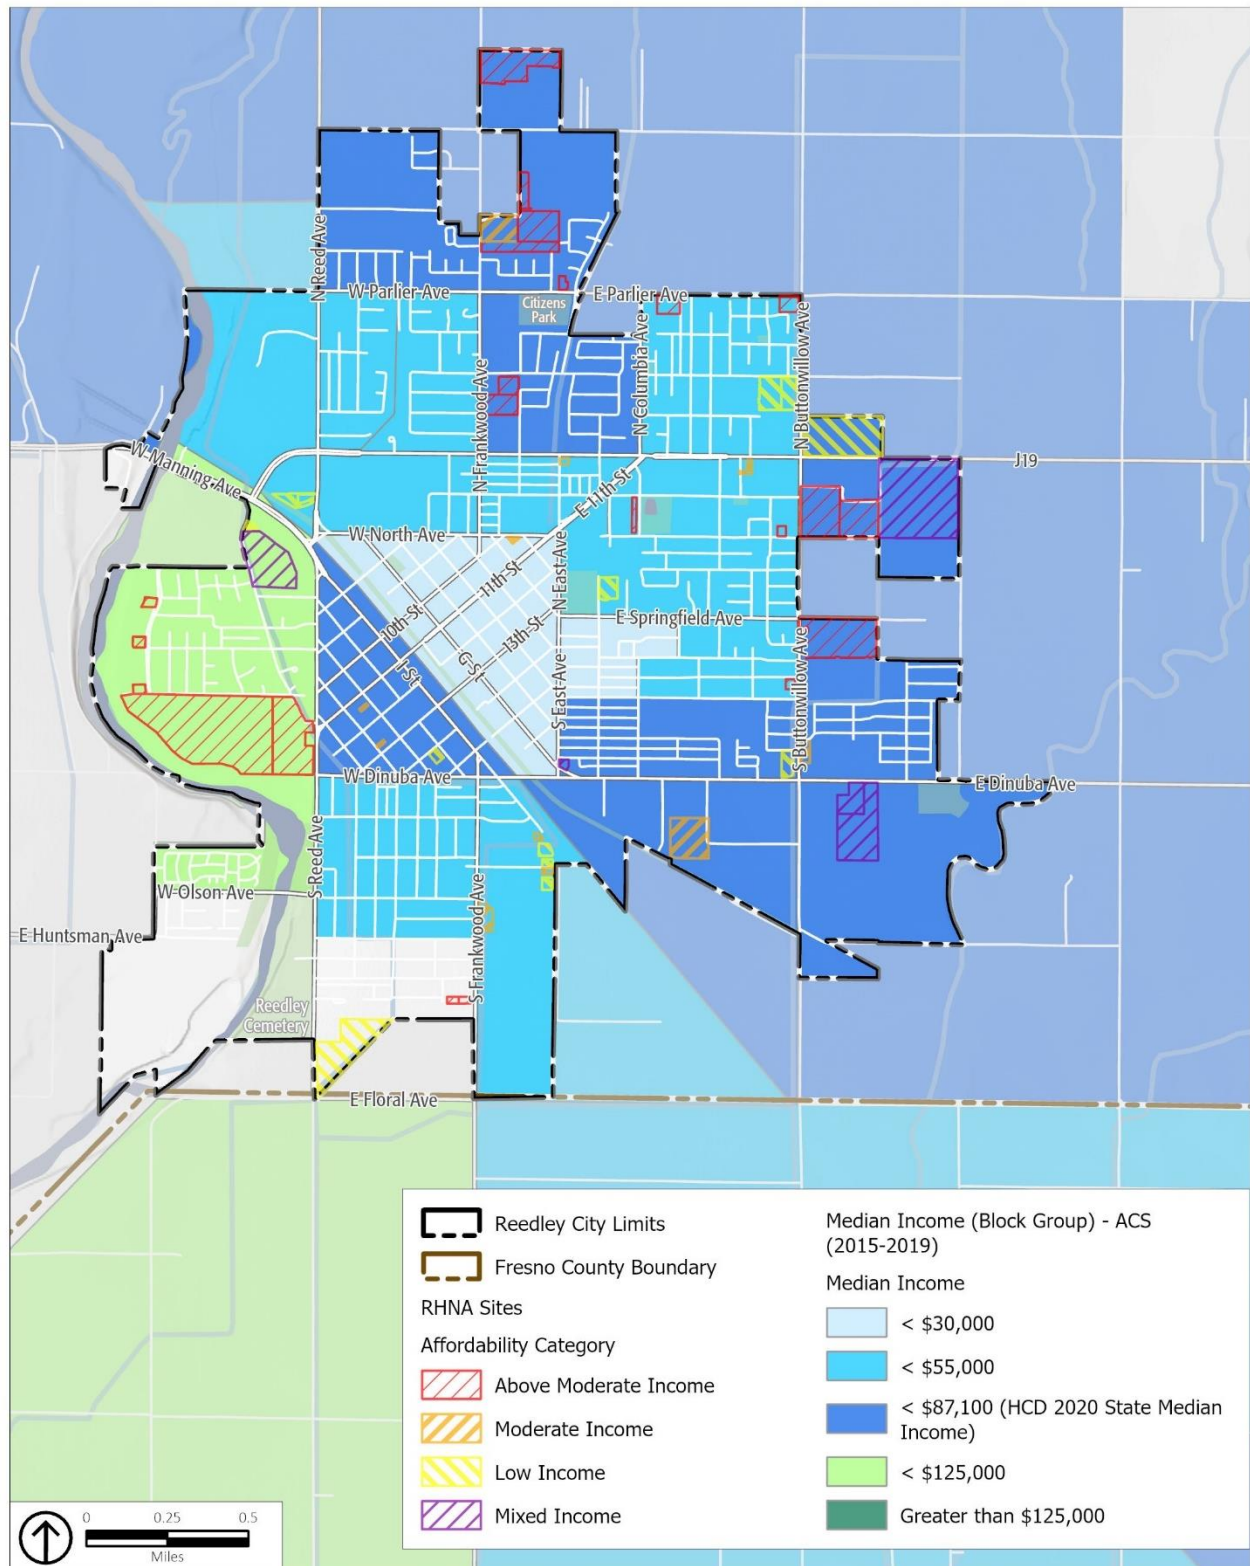 N Reed Ave
W Parlier Ave
Citizens
Park
E Parlier Ave
N Frankwood Ave
N Columbia Ave
N Buttonwillow Ave
W Manning Ave
J19
E 11th St
W North Ave
11th St
N East Ave
10th St
13th St
E Springfield Ave
G St
I St
S East Ave
S Buttonwillow Ave
W Dinuba Ave
E Dinuba Ave
S Reed Ave
W Olson Ave
S Frankwood Ave
E Huntsman Ave
Reedley
Cemetery
E Floral Ave
Reedley City Limits
Fresno County Boundary
RHNA Sites
Affordability Category
Above Moderate Income
Moderate Income
Low Income
Mixed Income
Median Income (Block Group) - ACS
(2015-2019)
Median Income
< $30,000
< $55,000
< $87,100 (HCD 2020 State Median
Income)
< $125,000
Greater than $125,000
0 0.25 0.5
Miles